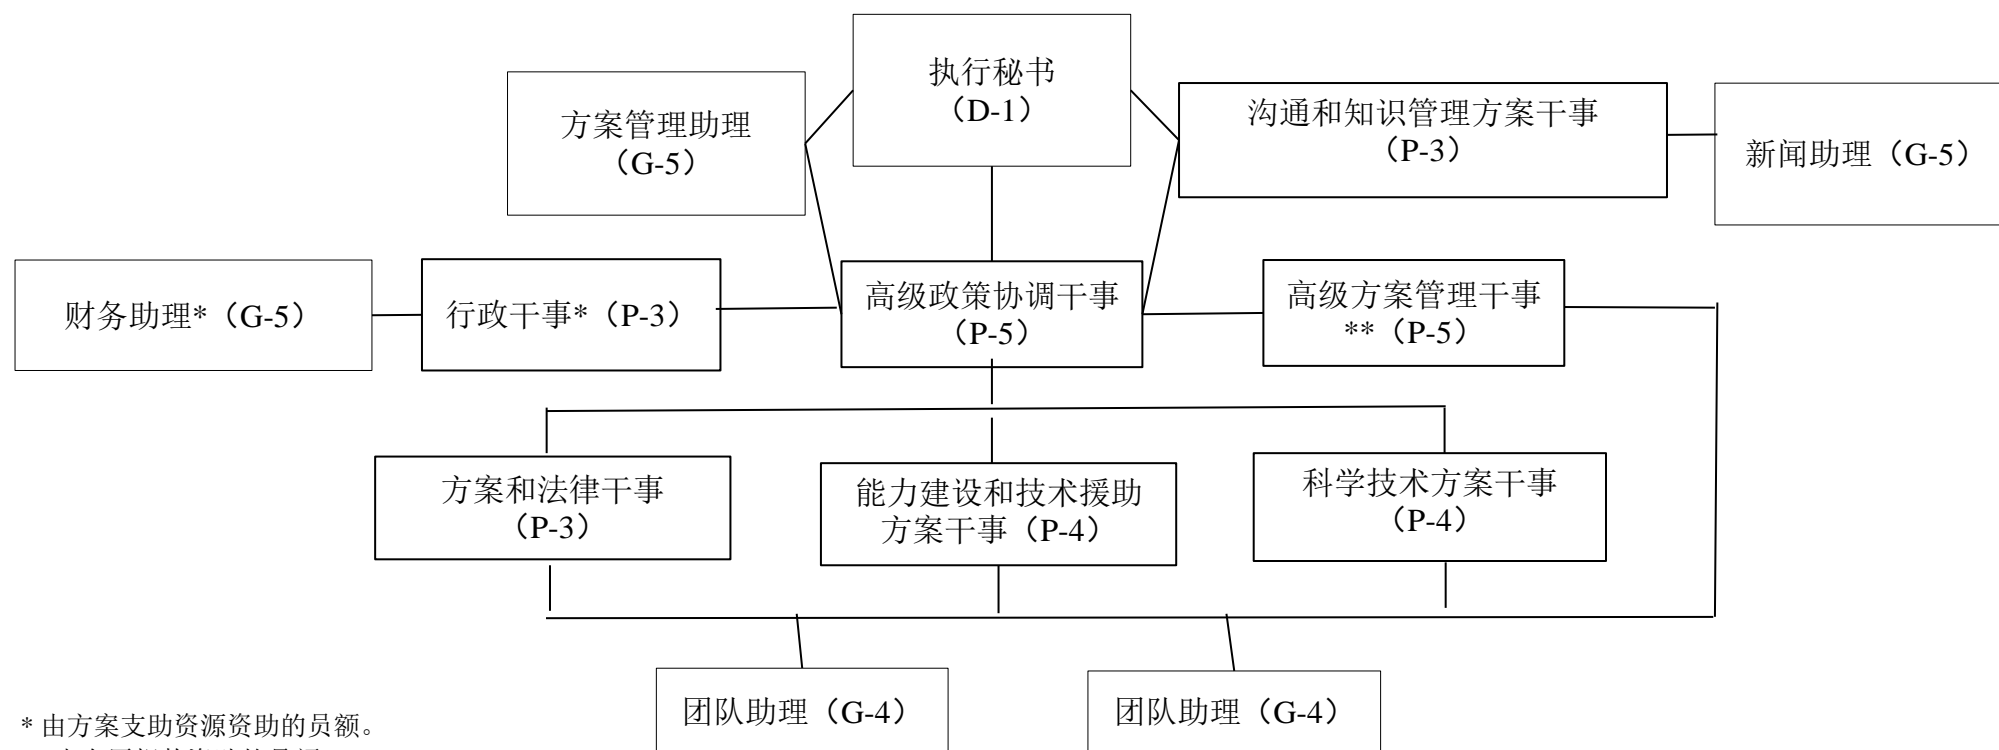 执行秘书
（D-1）
方案管理助理
（G-5）
沟通和知识管理方案干事
（P-3）
新闻助理（G-5）
财务助理*（G-5）
行政干事*（P-3）
高级政策协调干事
（P-5）
高级方案管理干事
**（P-5）
方案和法律干事
（P-3）
能力建设和技术援助
方案干事（P-4）
科学技术方案干事
（P-4）
团队助理（G-4）
团队助理（G-4）
* 由方案支助资源资助的员额。